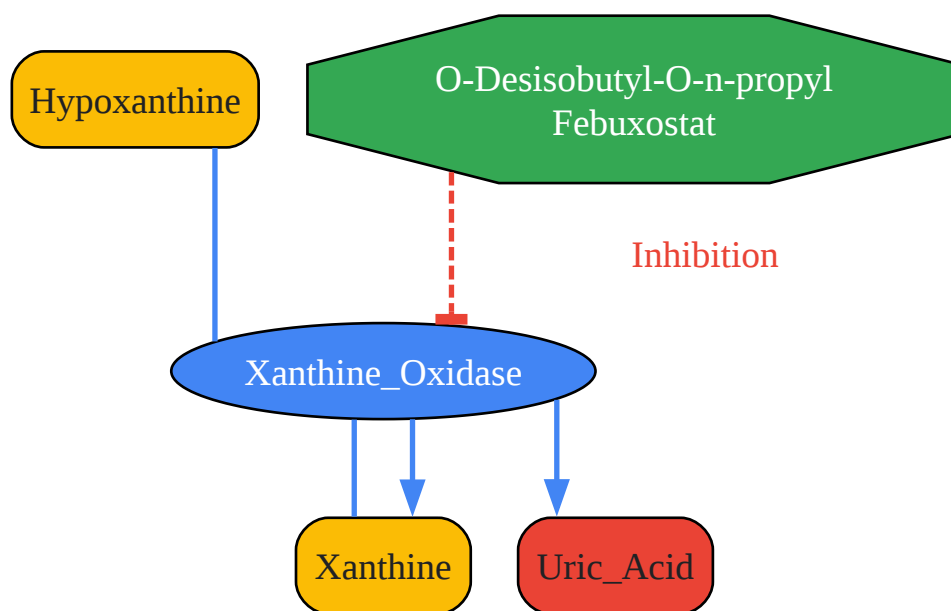 Hypoxanthine
O-Desisobutyl-O-n-propyl
Febuxostat
Inhibition
Xanthine_Oxidase
Xanthine
Uric_Acid